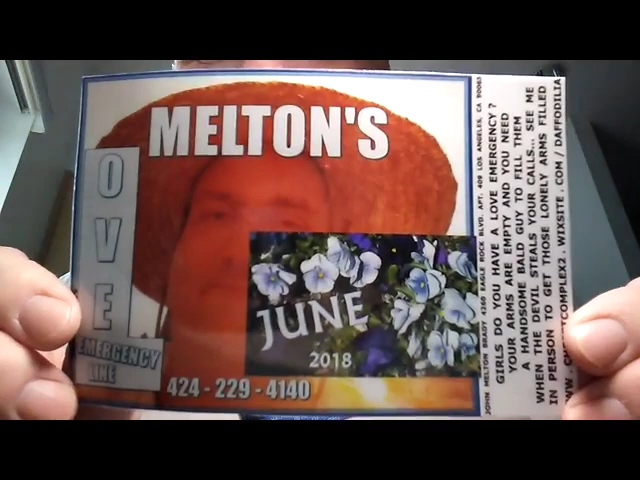 MELTON'S
OVE
EMERGENCY
LINE
JUNE
2018
424 - 229 - 4140
JOHN MELTON BRADY 4260 EAGLE ROCK BLVD. APT. 409 LOS ANGELES, CA 90065
GIRLS DO YOU HAVE A LOVE EMERGENCY?
YOUR ARMS ARE EMPTY AND YOU NEED
A HANDSOME BALD GUY TO FILL THEM
WHEN THE DEVIL STEALS YOUR CALLS... SEE ME
IN PERSON TO GET THOSE LONELY ARMS FILLED
WIXSITE . COM / DAFFODILIA